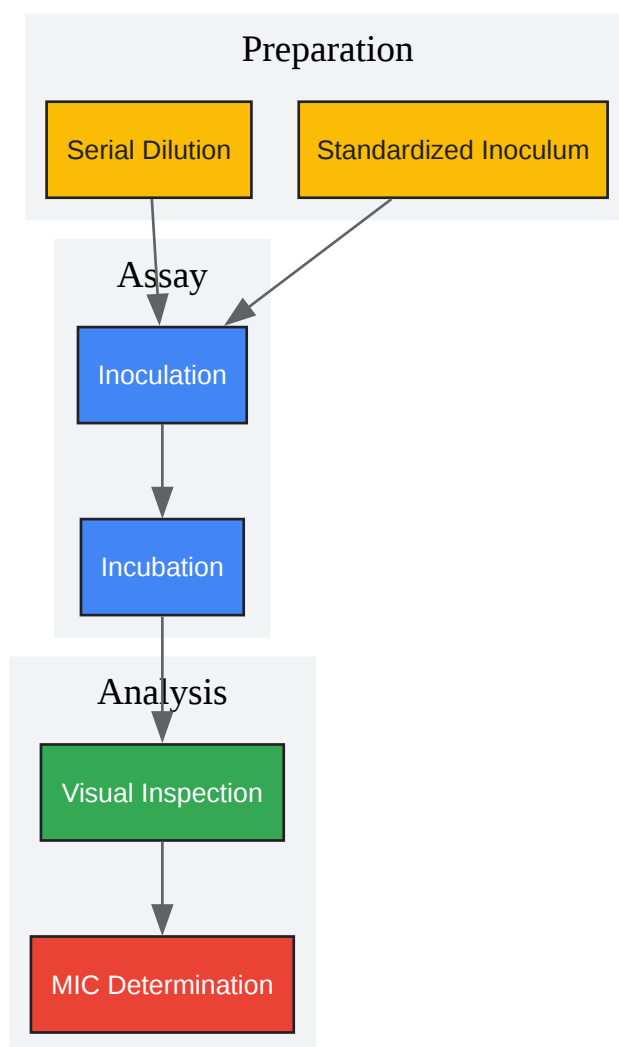 Preparation
Serial Dilution
Standardized Inoculum
Assay
Inoculation
Incubation
Analysis
Visual Inspection
MIC Determination